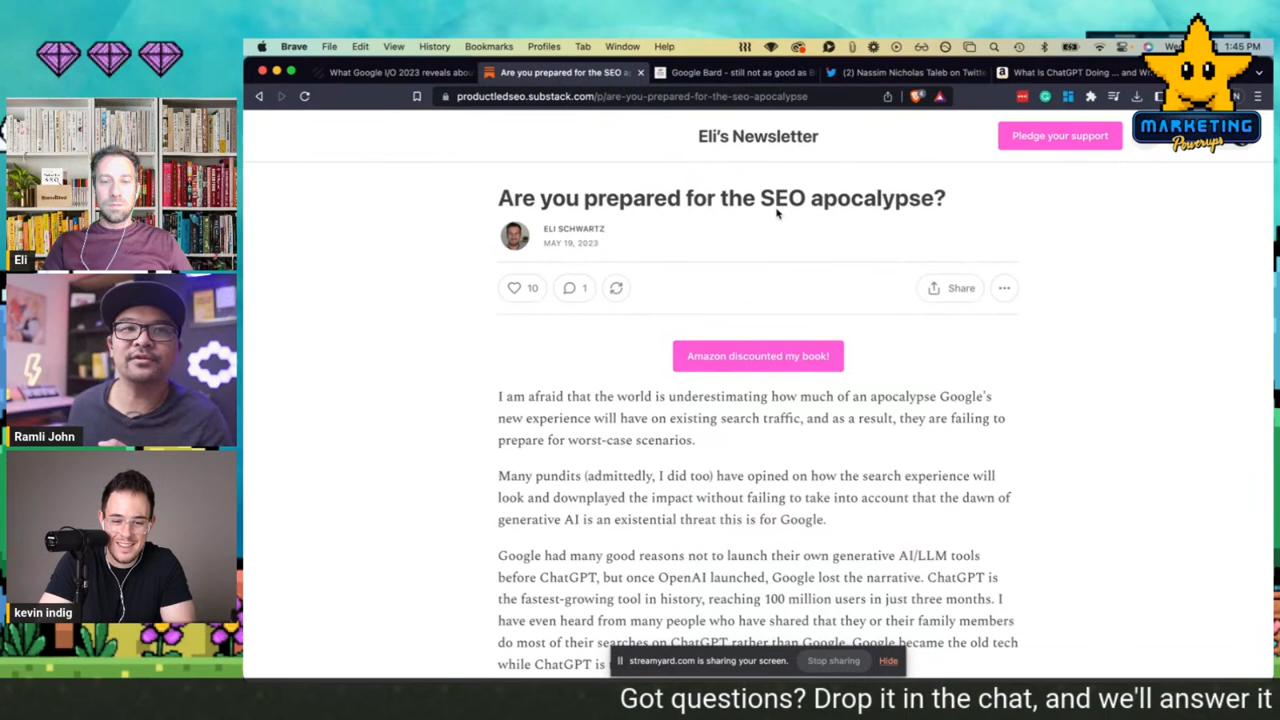 Brave File Edit View History Bookmarks Profiles Tab Window Help
We
1:45 PM
What Google I/O 2023 reveals abou
Are you prepared for the SEO a
Google Bard - still not as good as B
(2) Nassim Nicholas Taleb on Twitte
What Is ChatGPT Doing ... and Wh
productledseo.substack.com/p/are-you-prepared-for-the-seo-apocalypse
MARKETING
Powerups
Eli's Newsletter
Pledge your support
Are you prepared for the SEO apocalypse?
ELI SCHWARTZ
MAY 19, 2023
10
1
Share
Amazon discounted my book!
I am afraid that the world is underestimating how much of an apocalypse Google's
new experience will have on existing search traffic, and as a result, they are failing to
prepare for worst-case scenarios.
Many pundits (admittedly, I did too) have opined on how the search experience will
look and downplayed the impact without failing to take into account that the dawn of
generative AI is an existential threat this is for Google.
Google had many good reasons not to launch their own generative AI/LLM tools
before ChatGPT, but once OpenAI launched, Google lost the narrative. ChatGPT is
the fastest-growing tool in history, reaching 100 million users in just three months. I
have even heard from many people who have shared that they or their family members
do most of their searches on ChatGPT rather than Google. Google became the old tech
while ChatGPT is
streamyard.com is sharing your screen.
Stop sharing
Hide
Eli
Ramli John
kevin indig
Got questions? Drop it in the chat, and we'll answer it